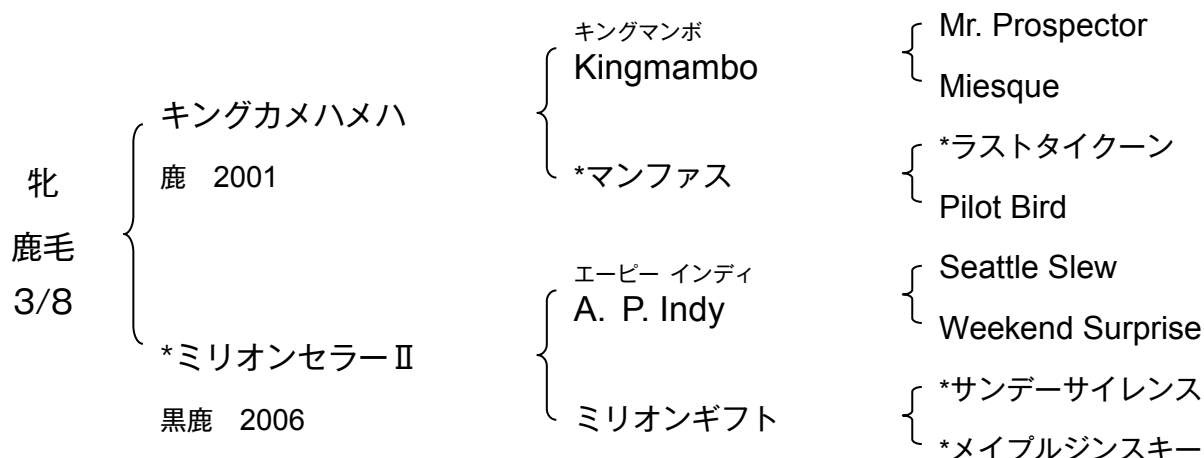 牝
鹿毛
3/8
キングカメハメハ
鹿 2001
*ミリオンセラーⅡ
黒鹿 2006
キングマンボ
Kingmambo
*マンファス
エーピー インディ
A. P. Indy
ミリオンギフト
Mr. Prospector
Miesque
*ラストタイクーン
Pilot Bird
Seattle Slew
Weekend Surprise
*サンデーサイレンス
*メイプルジンスキー